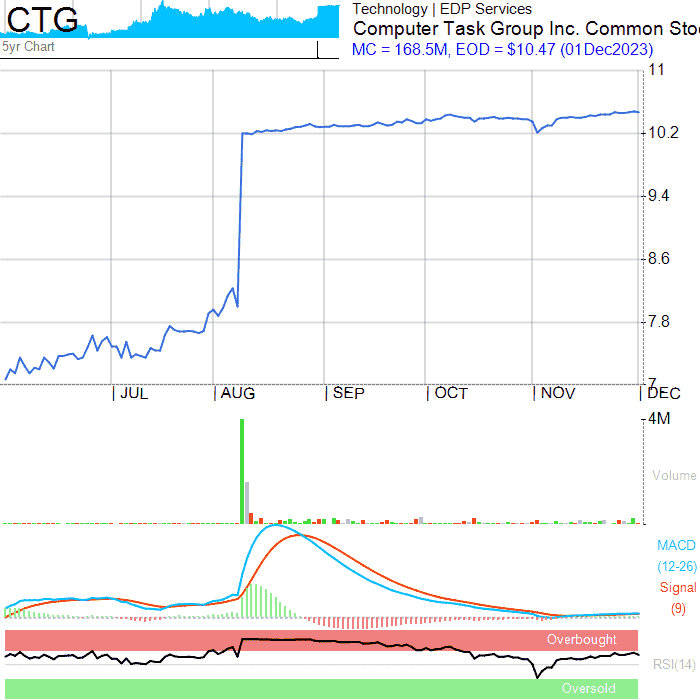 CTG
5yr Chart
Technology | EDP Services
Computer Task Group Inc. Common Sto
MC = 168.5M, EOD = $10.47 (01Dec2023)
11
10.2
9.4
8.6
7.8
7
JUL
AUG
SEP
OCT
NOV
DEC
4M
Volume
MACD
(12-26)
Signal
(9)
Overbought
RSI(14)
Oversold